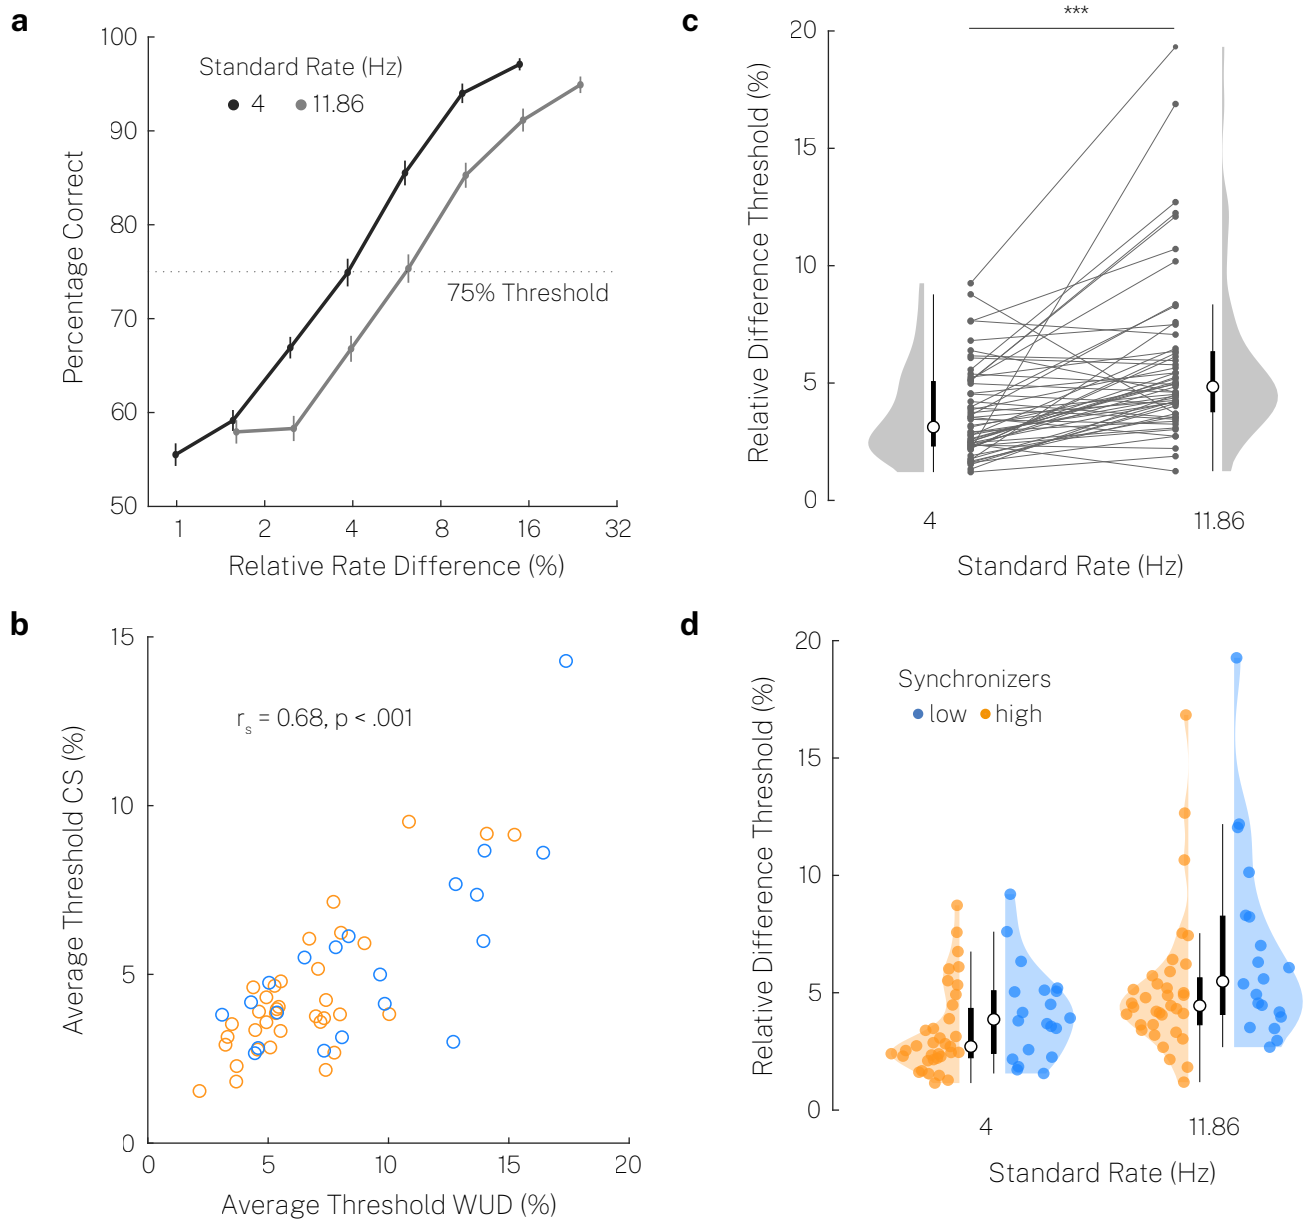 a
100
90
80
70
60
50
Percentage Correct
Standard Rate (Hz)
4 11.86
75% Threshold
1 2 4 8 16 32
Relative Rate Difference (%)
b
15
10
5
0
Average Threshold CS (%)
rs = 0.68, p < .001
0 5 10 15 20
Average Threshold WUD (%)
c
20
15
10
5
0
Relative Difference Threshold (%)
***
4 11.86
Standard Rate (Hz)
d
20
15
10
5
0
Relative Difference Threshold (%)
Synchronizers
low high
4 11.86
Standard Rate (Hz)